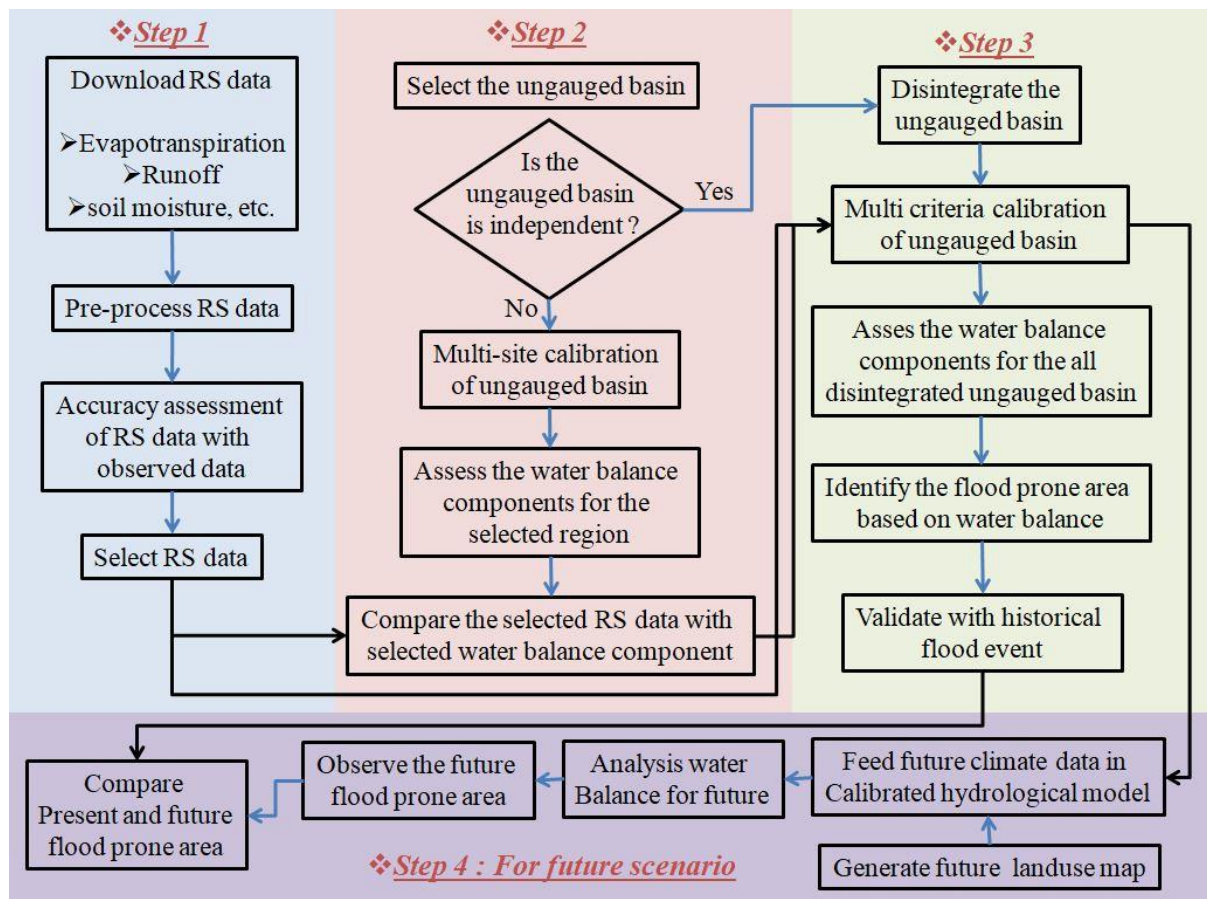 ❖Step 1
Download RS data
➢Evapotranspiration
➢Runoff
➢soil moisture, etc.
Pre-process RS data
Accuracy assessment
of RS data with
observed data
Select RS data
❖Step 2
Select the ungauged basin
Is the
ungauged basin
is independent ?
Yes
No
Multi-site calibration
of ungauged basin
Assess the water balance
components for the
selected region
Compare the selected RS data with
selected water balance component
❖Step 3
Disintegrate the
ungauged basin
Multi criteria calibration
of ungauged basin
Asses the water balance
components for the all
disintegrated ungauged basin
Identify the flood prone area
based on water balance
Validate with historical
flood event
Feed future climate data in
Calibrated hydrological model
Generate future landuse map
Analysis water
Balance for future
Observe the future
flood prone area
Compare
Present and future
flood prone area
❖Step 4 : For future scenario